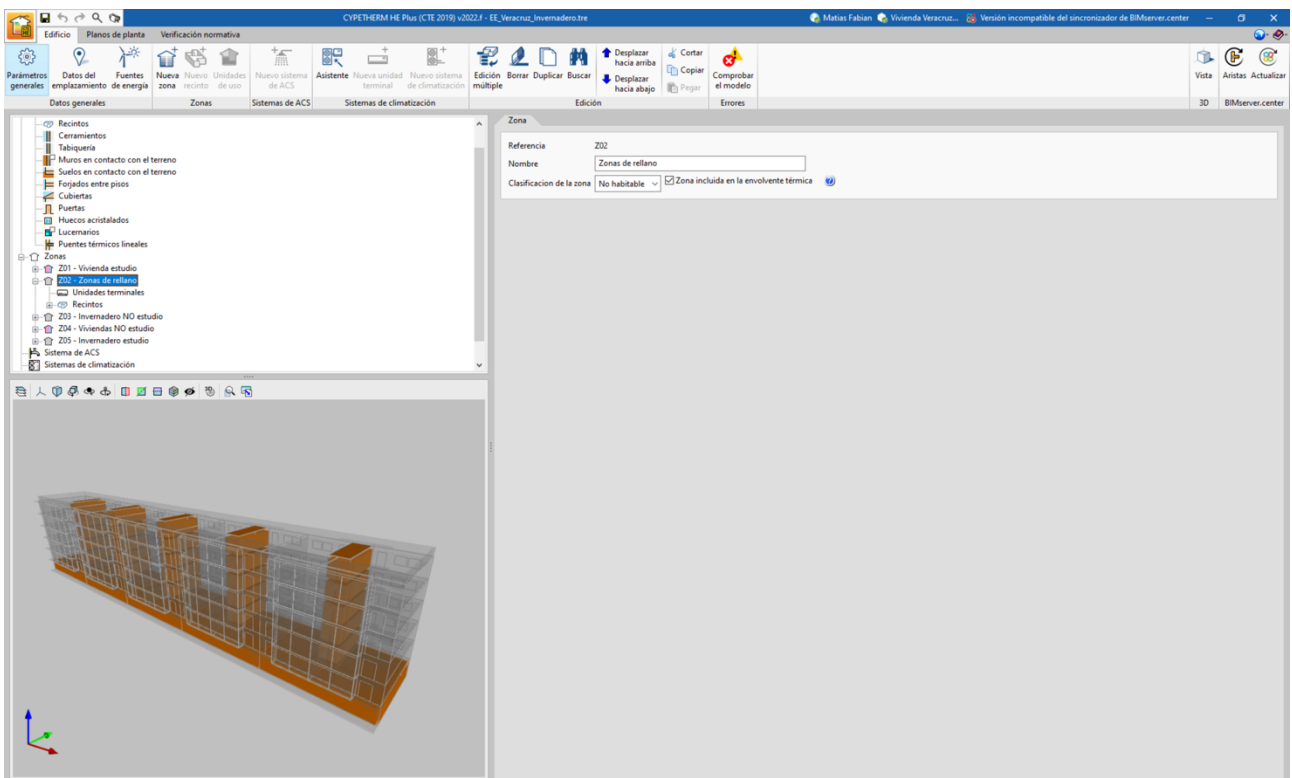 CYPETHERM HE Plus (CTE 2019) v2022.f - EE_Veracruz_Invernadero.tre
Matias Fabian
Vivienda Veracruz...
Versión incompatible del sincronizador de BIMserver.center
Edificio Planos de planta Verificación normativa
Parámetros generales
Datos del emplazamiento
Fuentes de energía
Nueva zona
Nuevo recinto
Unidades de uso
Nuevo sistema de ACS
Asistente
Nueva unidad terminal
Nuevo sistema de climatización
Edición múltiple
Borrar
Duplicar
Buscar
Desplazar hacia arriba
Desplazar hacia abajo
Cortar
Copiar
Pegar
Comprobar el modelo
Vista
Aristas
Actualizar
Datos generales
Zonas
Sistemas de ACS
Sistemas de climatización
Edición
Errores
3D
BIMserver.center
Recintos
Cerramientos
Tabiquería
Muros en contacto con el terreno
Suelos en contacto con el terreno
Forjados entre pisos
Cubiertas
Puertas
Huecos acristalados
Lucernarios
Puentes térmicos lineales
Zonas
Z01 - Vivienda estudio
Z02 - Zonas de rellano
Unidades terminales
Recintos
Z03 - Invernadero NO estudio
Z04 - Viviendas NO estudio
Z05 - Invernadero estudio
Sistema de ACS
Sistemas de climatización
Zona
Referencia Z02
Nombre Zonas de rellano
Clasificacion de la zona No habitable Zona incluida en la envolvente térmica